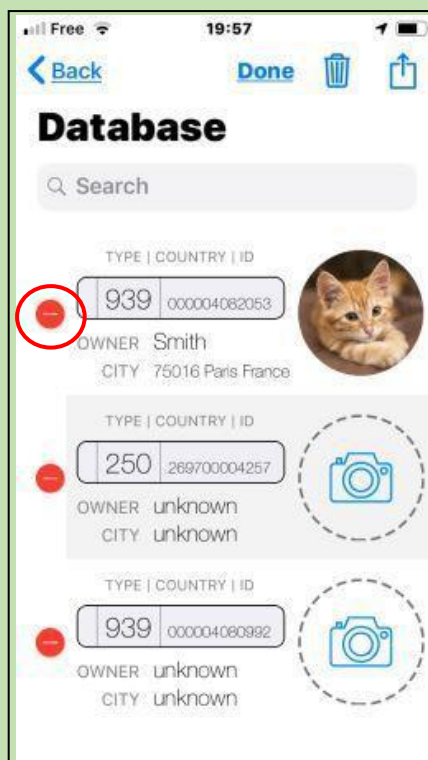 Free 19:57
Back Done
Database
Search
TYPE | COUNTRY | ID
939 000004082053
OWNER Smith
CITY 75016 Paris France
TYPE | COUNTRY | ID
250 269700004257
OWNER unknown
CITY unknown
TYPE | COUNTRY | ID
939 000004080992
OWNER unknown
CITY unknown